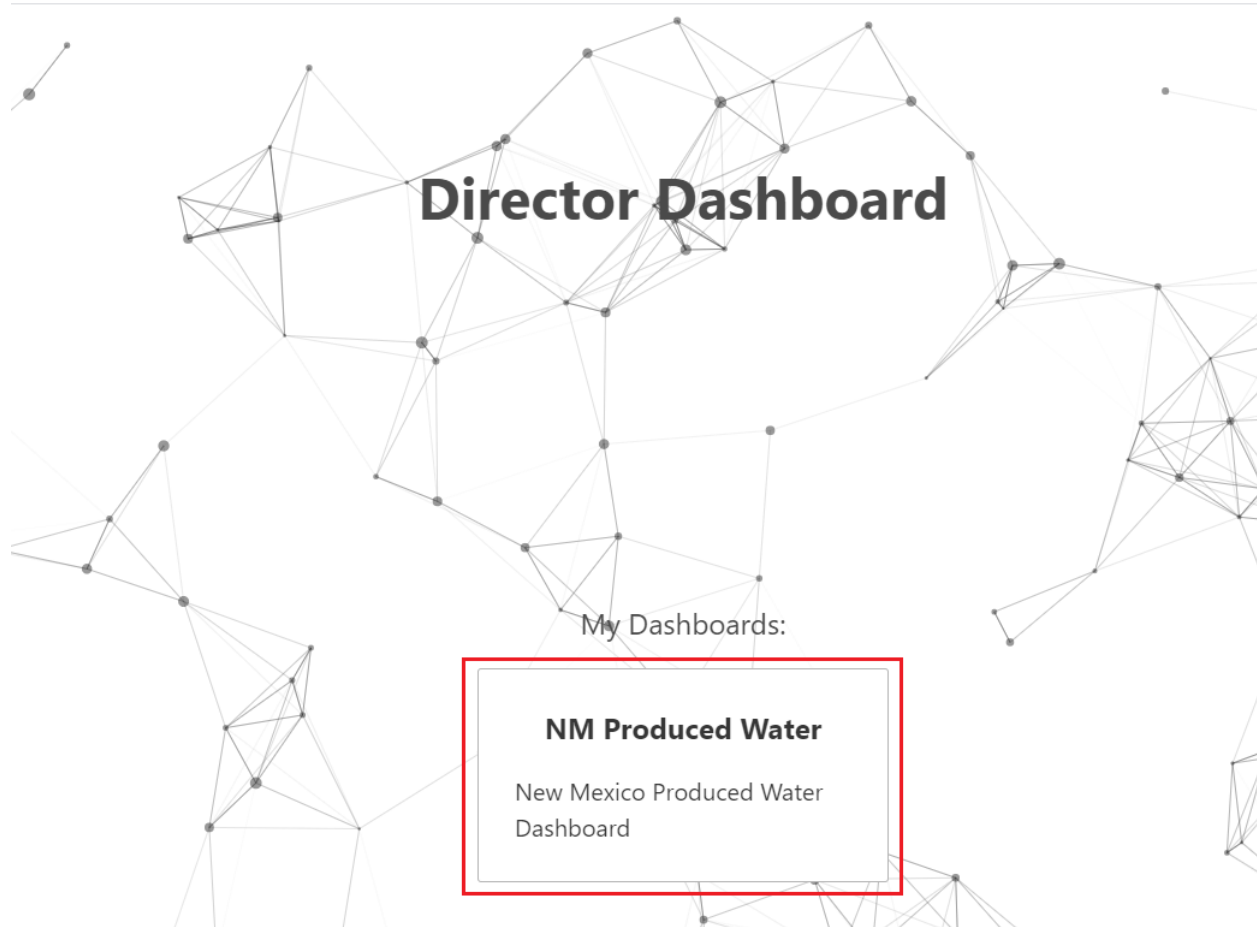 Director Dashboard
My Dashboards:
NM Produced Water
New Mexico Produced Water
Dashboard